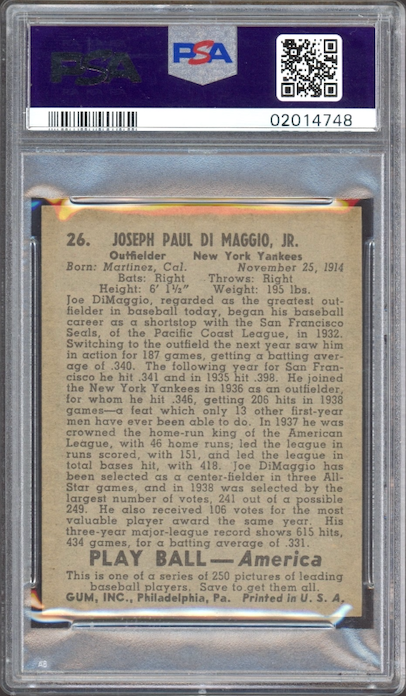 PSA
PSA
02014748
26. JOSEPH PAUL DI MAGGIO, JR.
Outfielder New York Yankees
Born: Martinez, Cal. November 25, 1914
Bats: Right Throws: Right
Height: 6' 1½" Weight: 195 lbs.
Joe DiMaggio, regarded as the greatest out-
fielder in baseball today, began his baseball
career as a shortstop with the San Francisco
Seals, of the Pacific Coast League, in 1932.
Switching to the outfield the next year saw him
in action for 187 games, getting a batting aver-
age of .340. The following year for San Fran-
cisco he hit .341 and in 1935 hit .398. He joined
the New York Yankees in 1936 as an outfielder,
for whom he hit .346, getting 206 hits in 1938
games—a feat which only 13 other first-year
men have ever been able to do. In 1937 he was
crowned the home-run king of the American
League, with 46 home runs; led the league in
runs scored, with 151, and led the league in
total bases hit, with 418. Joe DiMaggio has
been selected as a center-fielder in three All-
Star games, and in 1938 was selected by the
largest number of votes, 241 out of a possible
249. He also received 106 votes for the most
valuable player award the same year. His
three-year major-league record shows 615 hits,
434 games, for a batting average of .331.
PLAY BALL—America
This is one of a series of 250 pictures of leading
baseball players. Save to get them all.
GUM, INC., Philadelphia, Pa. Printed in U. S. A.
48